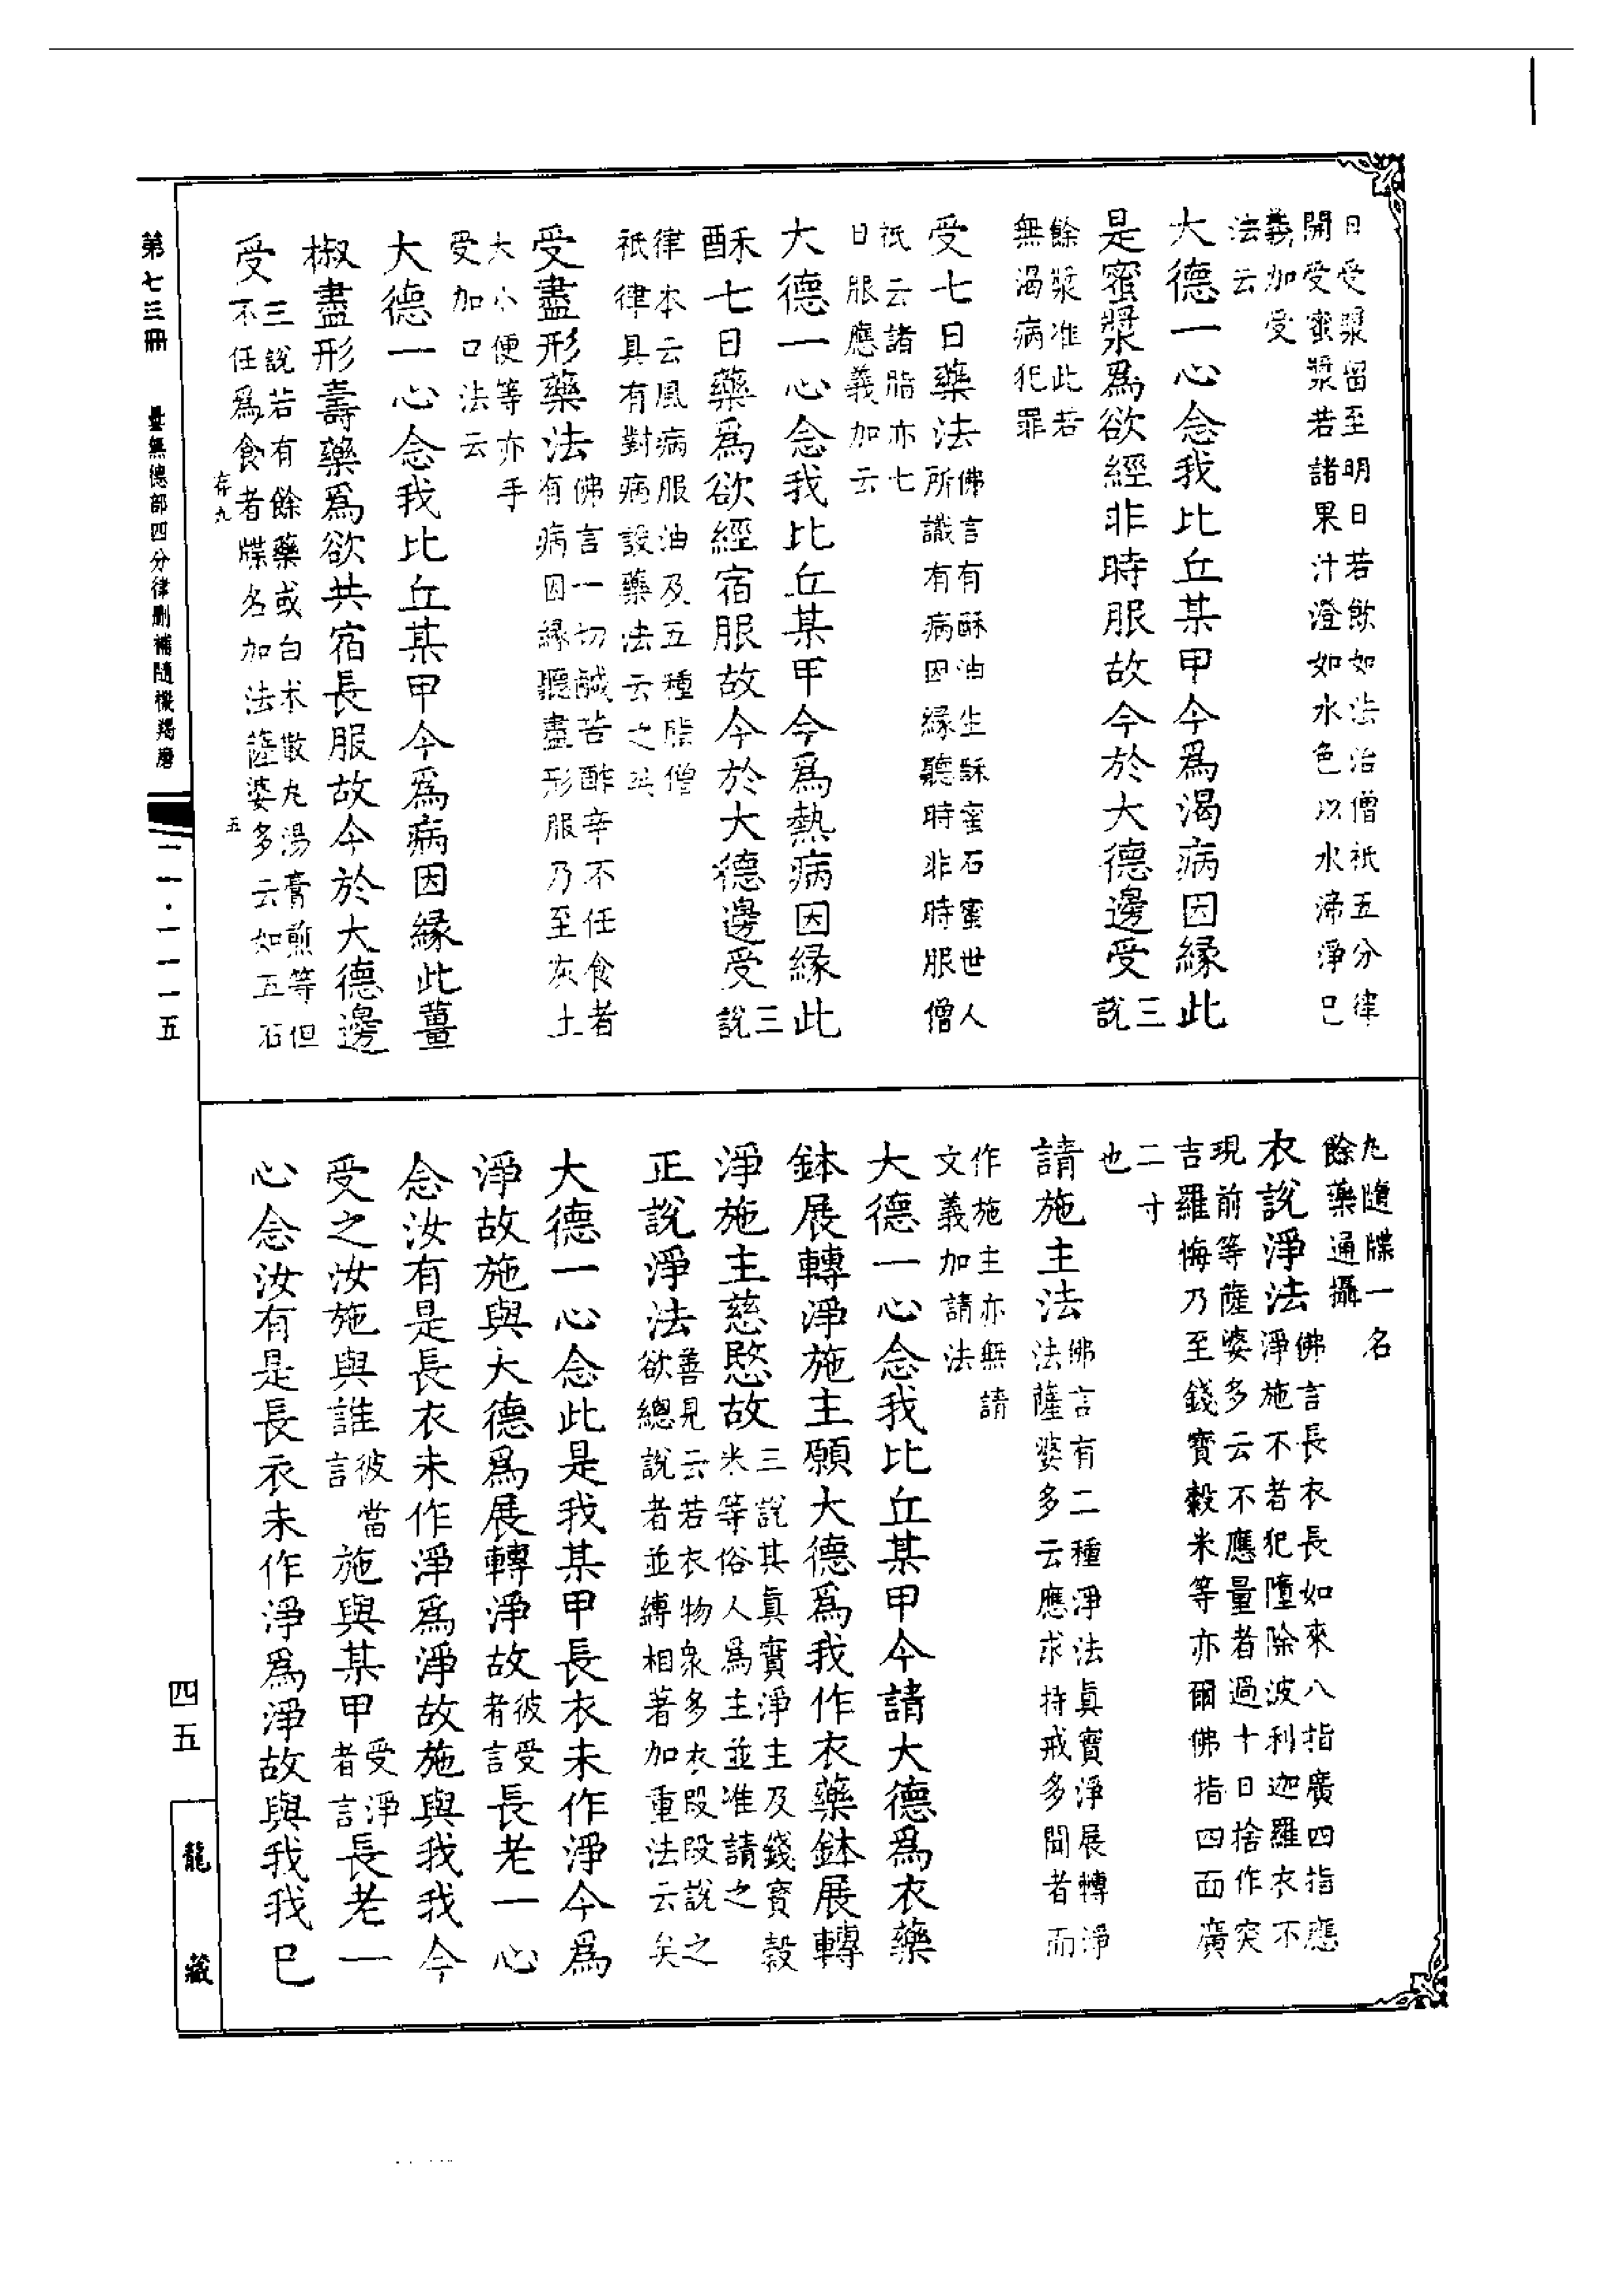 日受漿留至明日若飲如法治僧祇五分律
開受蜜漿若諸果汁澄如水色以水渧淨已
義加受
法云
大德一心念我比丘某甲今為渴病因緣此
是蜜漿為欲經非時服故今於大德邊受三說
餘漿准此若
無渴病犯罪
受七日藥法佛言有酥油生酥蜜石蜜世人
所識有病因緣聽時非時服僧
祇云諸脂亦七
日服應義加云
大德一心念我比丘某甲今為熱病因緣此
酥七日藥為欲經宿服故今於大德邊受三說
律本云風病服油及五種脂僧
祇律具有對病設藥法云之
受盡形藥法佛言一切鹹苦酢辛不任食者
有病因緣聽盡形服乃至灰土
大小便等亦手
受加口法云
大德一心念我比丘某甲今為病因緣此薑
椒盡形壽藥為欲共宿長服故今於大德邊
受三說若有餘藥或白朮散丸湯膏煎等但
不任為食者牒名加法薩婆多云如五石
丸隨牒一名
餘藥通攝
衣說淨法佛言長衣長如來八指廣四指應
淨施不者犯墮除波利迦羅衣不
現前等薩婆多云不應量者過十日捨作突
吉羅悔乃至錢寶穀米等亦爾佛指四面廣
二寸
也
請施主法佛言有二種淨法真實淨展轉淨
法薩婆多云應求持戒多聞者而
作施主亦無請
文義加請法
大德一心念我比丘某甲今請大德為衣藥
鉢展轉淨施主願大德為我作衣藥鉢展轉
淨施主慈愍故三說其真實淨主及錢寶穀
米等俗人為主並准請之
正說淨法善見云若衣物眾多衣段段說之
欲總說者並縛相著加重法云矣
大德一心念此是我某甲長衣未作淨今為
淨故施與大德為展轉淨故彼受
者言長老一心
念汝有是長衣未作淨為淨故施與我我今
受之汝施與誰彼當
言施與某甲受淨
者言長老一
心念汝有是長衣未作淨為淨故與我我已
第七三冊
曇無德部四分律刪補隨機羯磨
一一·一一一五
四五
龍藏